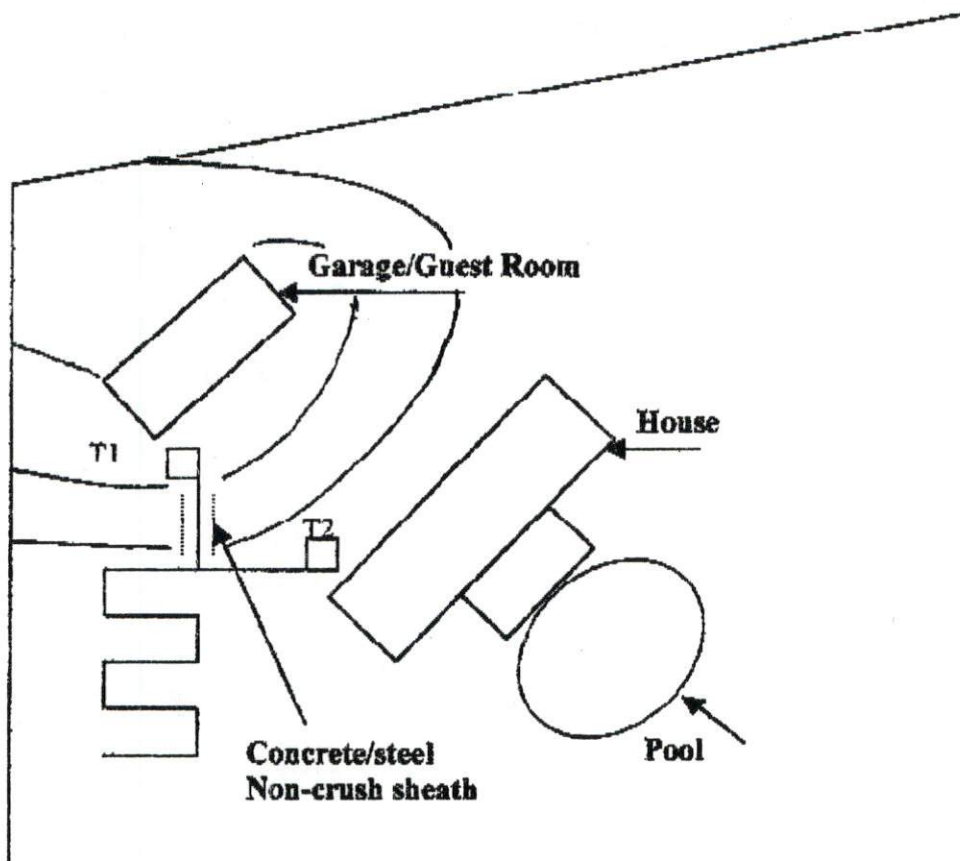 Garage/Guest Room
House
T1
T2
Concrete/steel
Non-crush sheath
Pool